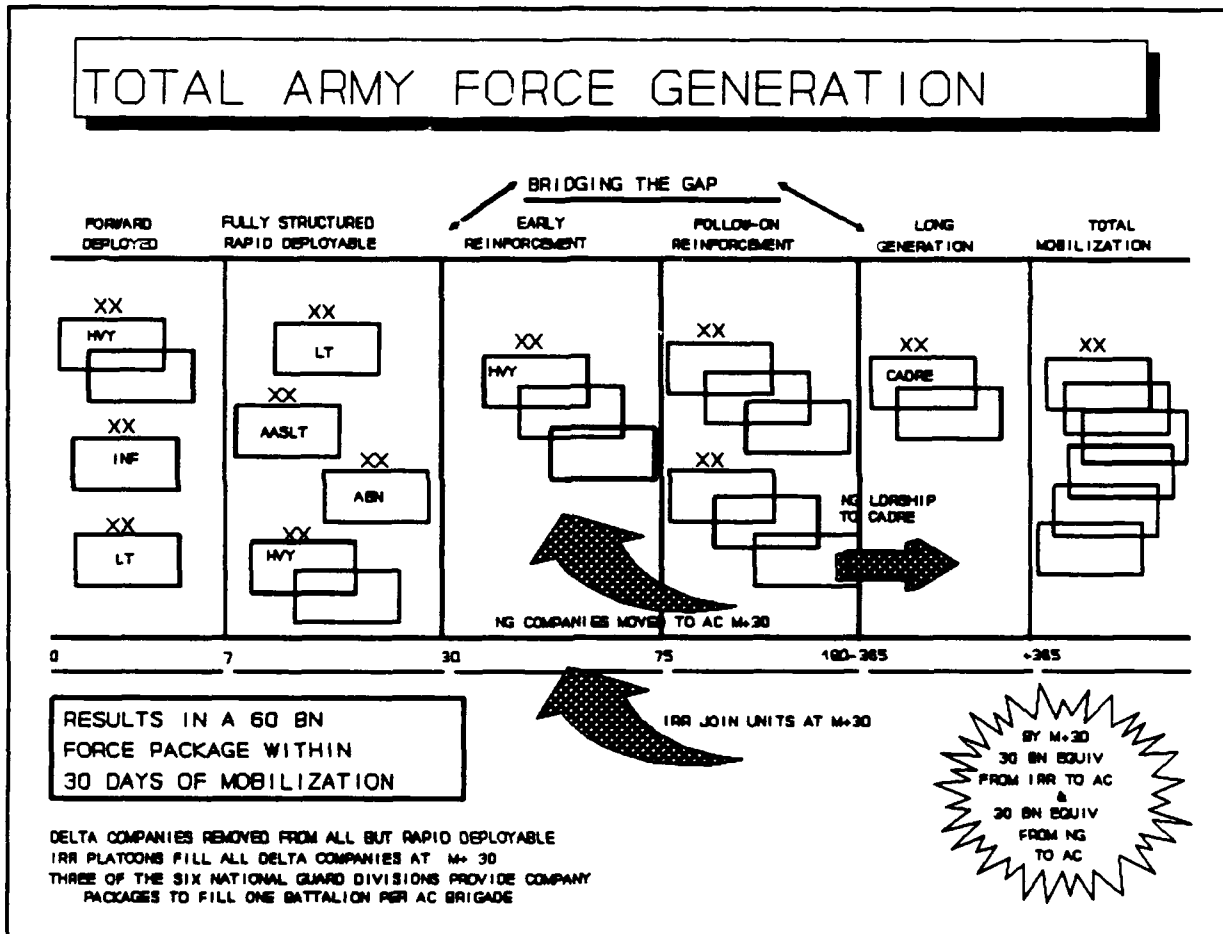 TOTAL ARMY FORCE GENERATION
BRIDGING THE GAP
FORWARD
DEPLOYED
FULLY STRUCTURED
RAPID DEPLOYABLE
EARLY
REINFORCEMENT
FOLLOW-ON
REINFORCEMENT
LONG
GENERATION
TOTAL
MOBILIZATION
XX
HVY
XX
INF
XX
LT
XX
LT
XX
AASLT
XX
ABN
XX
HVY
XX
HVY
XX
XX
XX
CADRE
XX
NG LDRSHIP
TO CADRE
NG COMPANIES MOVED TO AC M+30
0 7 30 75 180-365 +365
IRR JOIN UNITS AT M+30
RESULTS IN A 60 BN
FORCE PACKAGE WITHIN
30 DAYS OF MOBILIZATION
BY M+30
30 BN EQUIV
FROM IRR TO AC
&
30 BN EQUIV
FROM NG
TO AC
DELTA COMPANIES REMOVED FROM ALL BUT RAPID DEPLOYABLE
IRR PLATOONS FILL ALL DELTA COMPANIES AT M+ 30
THREE OF THE SIX NATIONAL GUARD DIVISIONS PROVIDE COMPANY
PACKAGES TO FILL ONE BATTALION PER AC BRIGADE